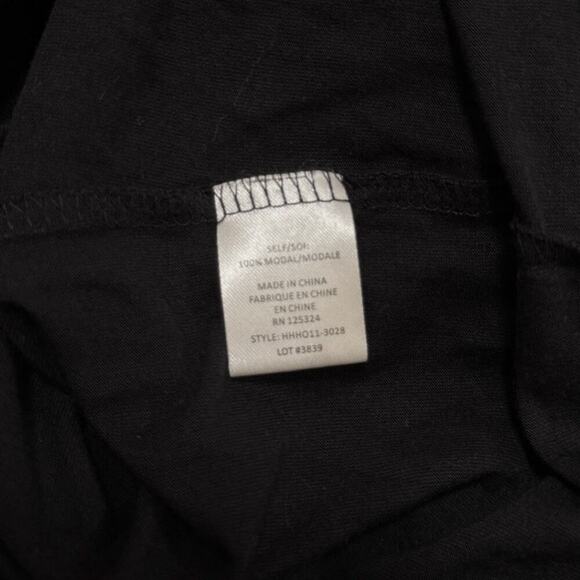 SELF/SOI:
100% MODAL/MODALE
MADE IN CHINA
FABRIQUE EN CHINE
EN CHINE
RN 125324
STYLE: HHHO11-3028
LOT #3839